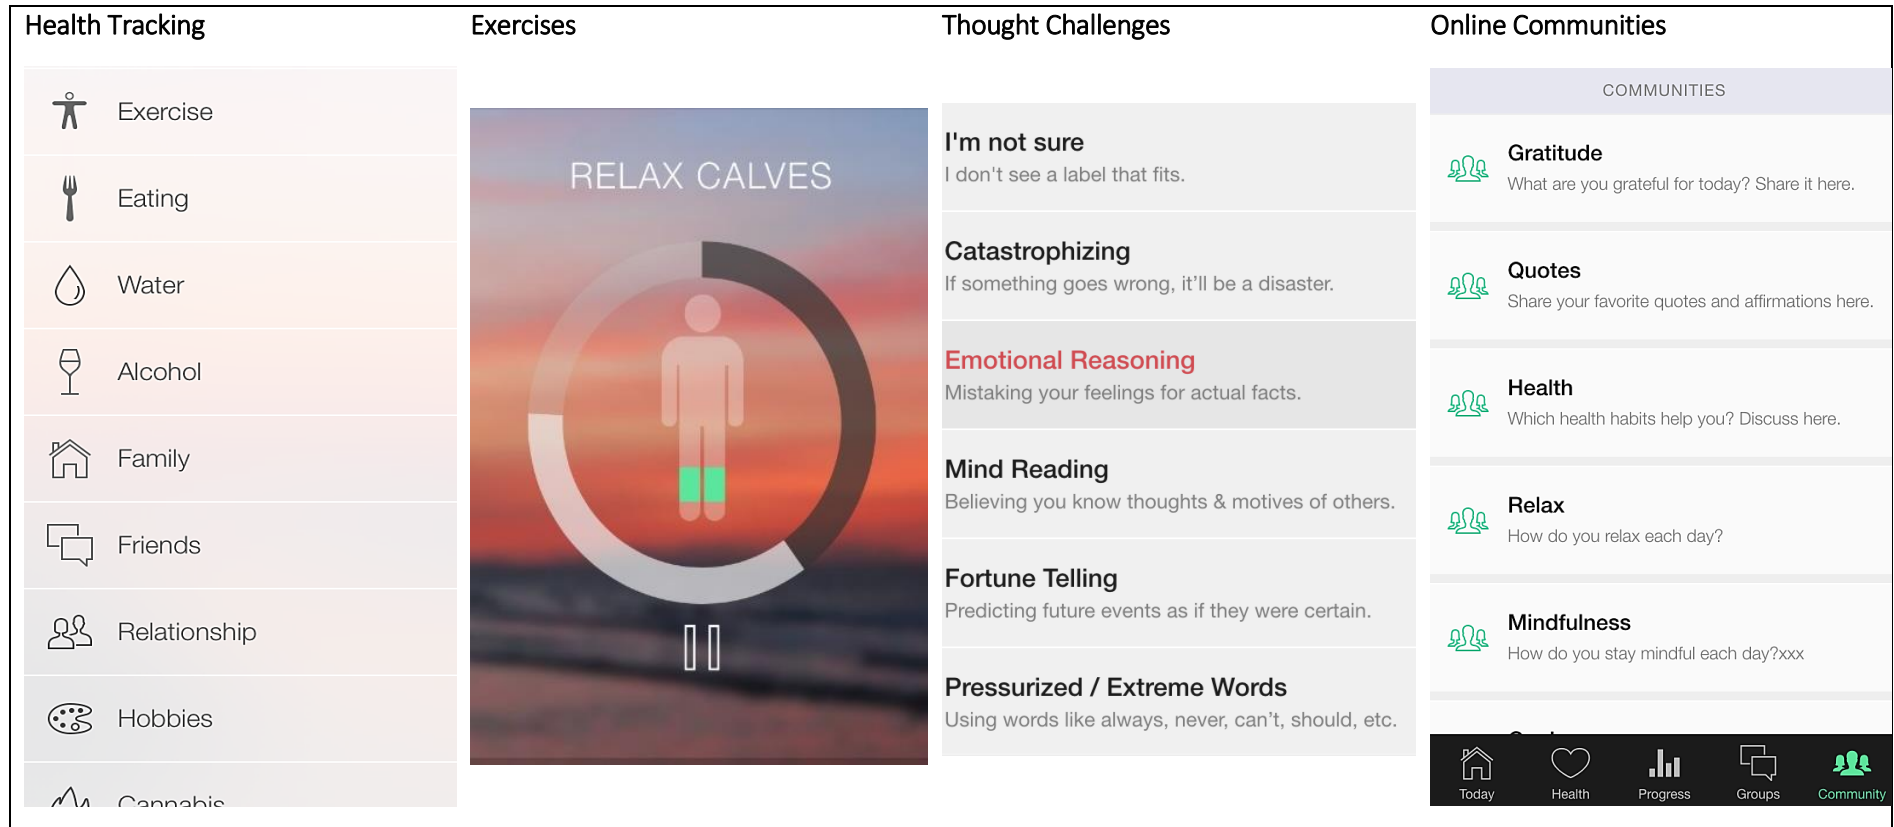 Health Tracking
Exercise
Eating
Water
Alcohol
Family
Friends
Relationship
Hobbies
Cannabis
Exercises
RELAX CALVES
Thought Challenges
I'm not sure
I don't see a label that fits.
Catastrophizing
If something goes wrong, it'll be a disaster.
Emotional Reasoning
Mistaking your feelings for actual facts.
Mind Reading
Believing you know thoughts & motives of others.
Fortune Telling
Predicting future events as if they were certain.
Pressurized / Extreme Words
Using words like always, never, can't, should, etc.
Online Communities
COMMUNITIES
Gratitude
What are you grateful for today? Share it here.
Quotes
Share your favorite quotes and affirmations here.
Health
Which health habits help you? Discuss here.
Relax
How do you relax each day?
Mindfulness
How do you stay mindful each day?xxx
Today Health Progress Groups Community